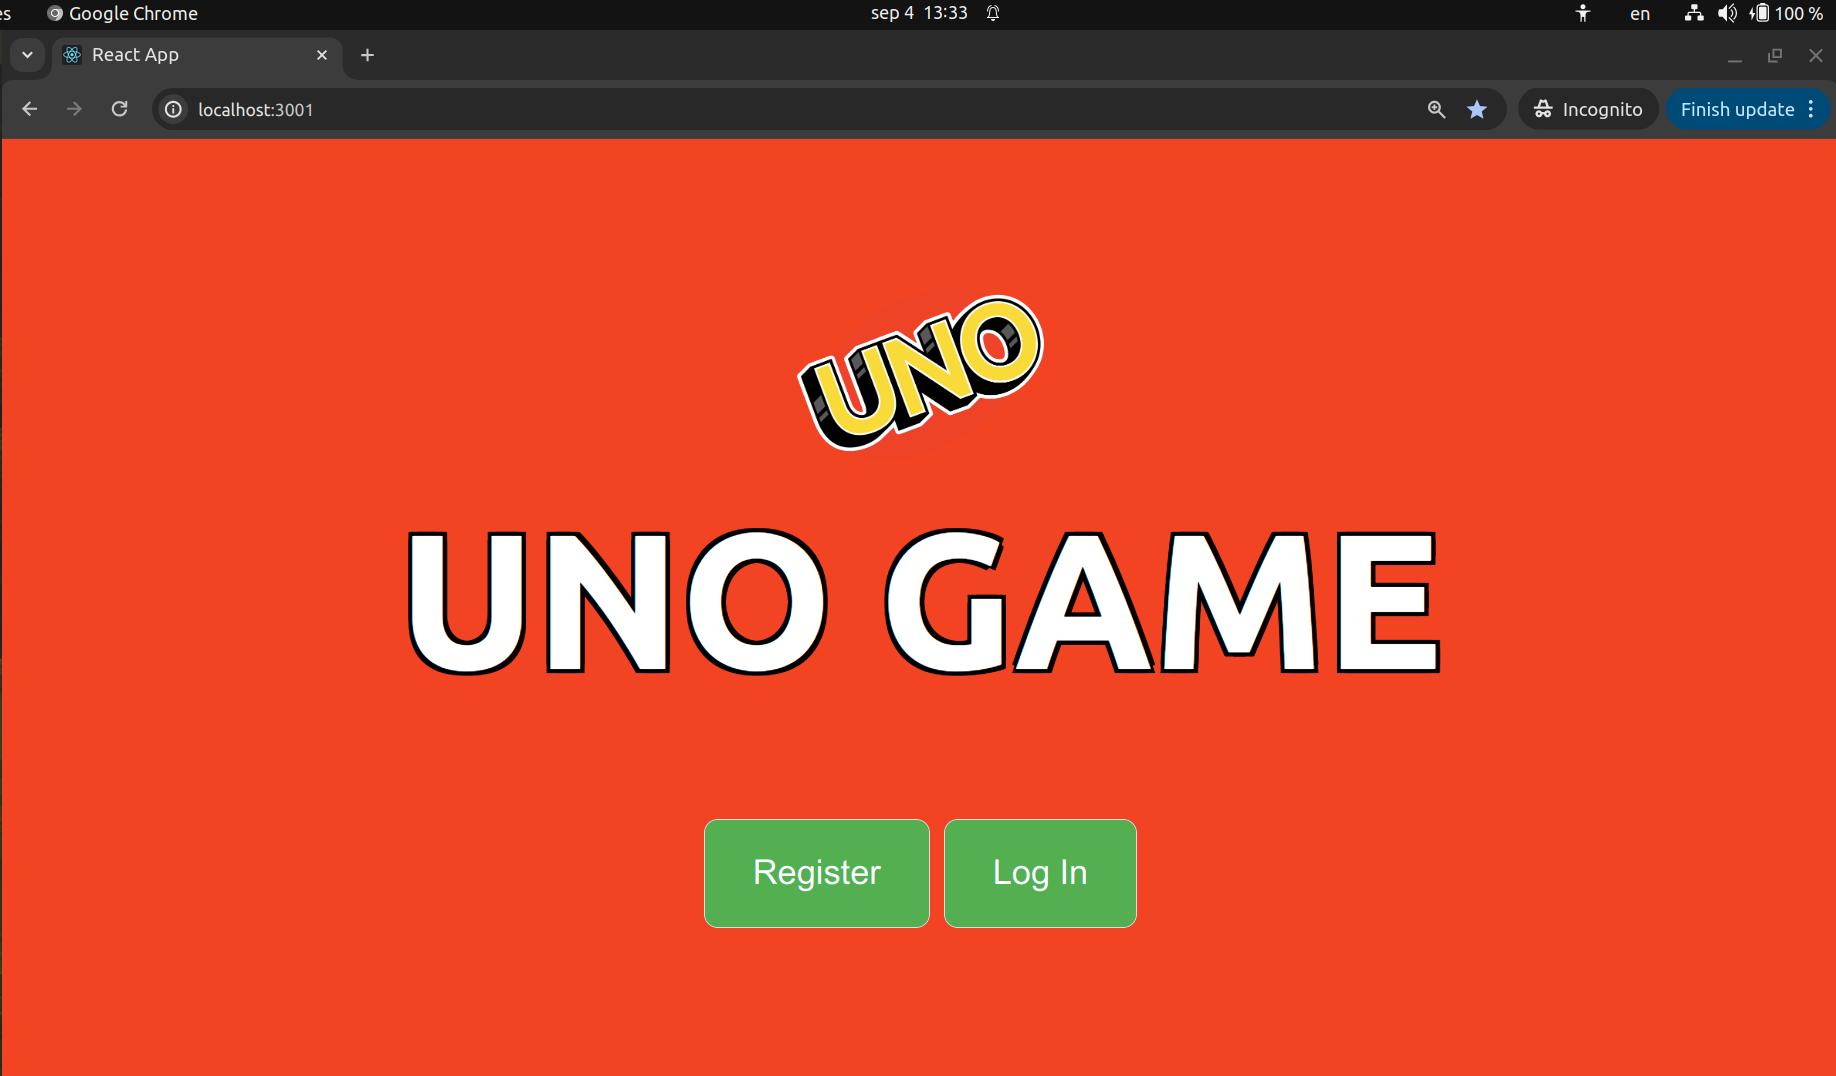 es Google Chrome sep 4 13:33 en 100 %
React App
localhost:3001 Incognito Finish update
UNO
UNO GAME
Register Log In